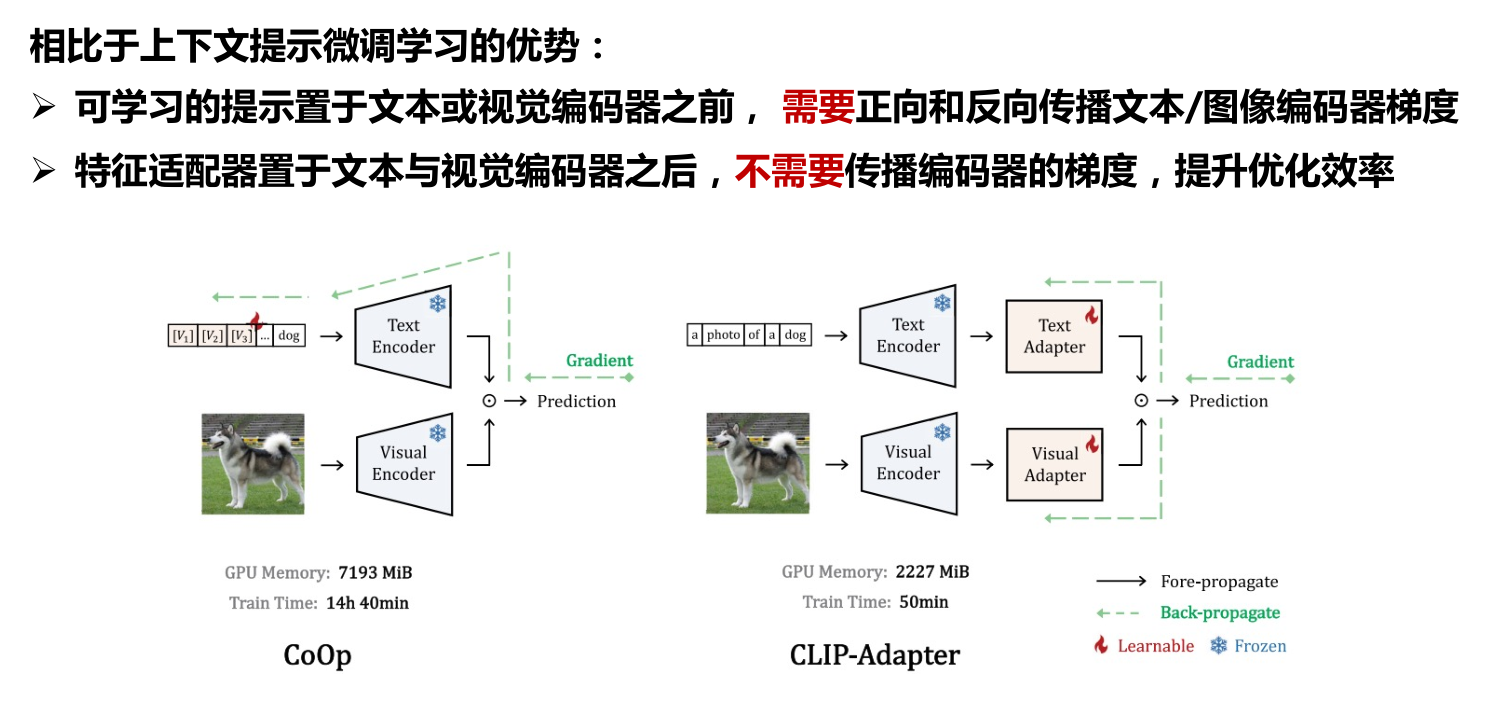 相比于上下文提示微调学习的优势：
➢ 可学习的提示置于文本或视觉编码器之前， 需要正向和反向传播文本/图像编码器梯度
➢ 特征适配器置于文本与视觉编码器之后，不需要传播编码器的梯度，提升优化效率
[V1] [V2] [V3] ... dog
Text
Encoder
Gradient
Prediction
Visual
Encoder
GPU Memory: 7193 MiB
Train Time: 14h 40min
CoOp
a photo of a dog
Text
Encoder
Text
Adapter
Gradient
Prediction
Visual
Encoder
Visual
Adapter
GPU Memory: 2227 MiB
Train Time: 50min
CLIP-Adapter
Fore-propagate
Back-propagate
Learnable Frozen